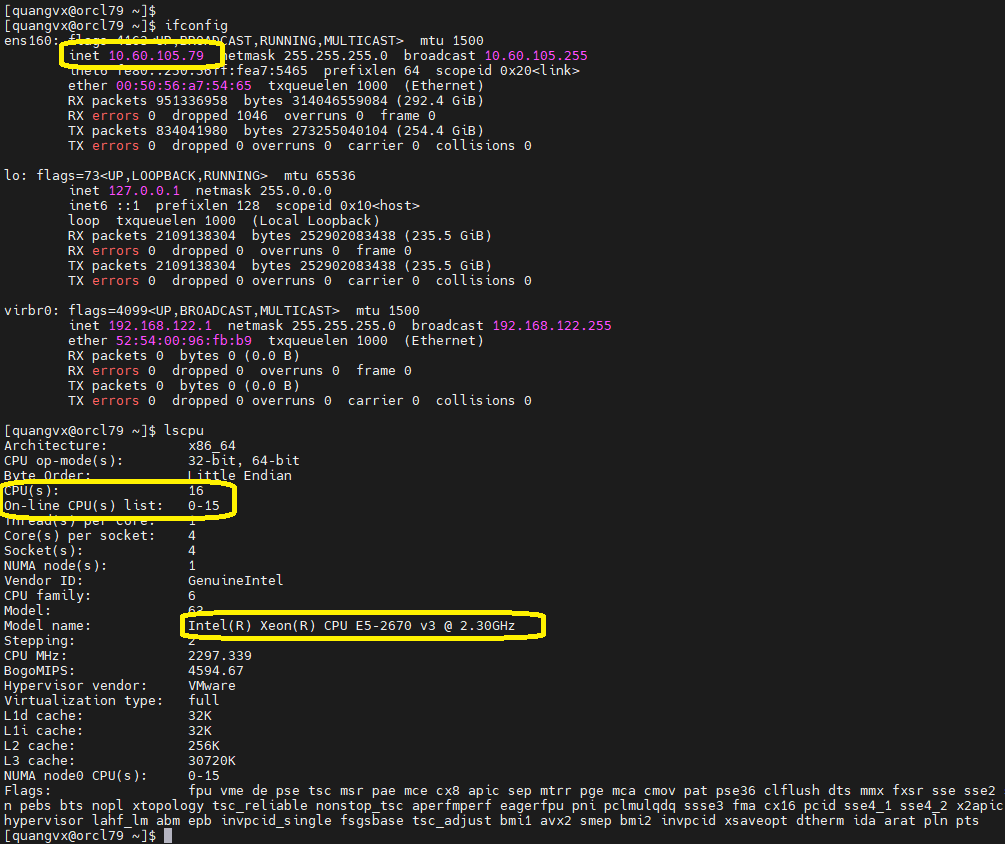 [quangvx@orcl79 ~]$
[quangvx@orcl79 ~]$ ifconfig
ens160: flags=4163<UP,BROADCAST,RUNNING,MULTICAST>  mtu 1500
inet 10.60.105.79  netmask 255.255.255.0  broadcast 10.60.105.255
inet6 fe80::250:56ff:fea7:5465  prefixlen 64  scopeid 0x20<link>
ether 00:50:56:a7:54:65  txqueuelen 1000  (Ethernet)
RX packets 951336958  bytes 314046559084 (292.4 GiB)
RX errors 0  dropped 1046  overruns 0  frame 0
TX packets 834041980  bytes 273255040104 (254.4 GiB)
TX errors 0  dropped 0 overruns 0  carrier 0  collisions 0
lo: flags=73<UP,LOOPBACK,RUNNING>  mtu 65536
inet 127.0.0.1  netmask 255.0.0.0
inet6 ::1  prefixlen 128  scopeid 0x10<host>
loop  txqueuelen 1000  (Local Loopback)
RX packets 2109138304  bytes 252902083438 (235.5 GiB)
RX errors 0  dropped 0  overruns 0  frame 0
TX packets 2109138304  bytes 252902083438 (235.5 GiB)
TX errors 0  dropped 0 overruns 0  carrier 0  collisions 0
virbr0: flags=4099<UP,BROADCAST,MULTICAST>  mtu 1500
inet 192.168.122.1  netmask 255.255.255.0  broadcast 192.168.122.255
ether 52:54:00:96:fb:b9  txqueuelen 1000  (Ethernet)
RX packets 0  bytes 0 (0.0 B)
RX errors 0  dropped 0  overruns 0  frame 0
TX packets 0  bytes 0 (0.0 B)
TX errors 0  dropped 0 overruns 0  carrier 0  collisions 0
[quangvx@orcl79 ~]$ lscpu
Architecture:          x86_64
CPU op-mode(s):        32-bit, 64-bit
Byte Order:            Little Endian
CPU(s):                16
On-line CPU(s) list:   0-15
Thread(s) per core:    1
Core(s) per socket:    4
Socket(s):             4
NUMA node(s):          1
Vendor ID:             GenuineIntel
CPU family:            6
Model:                 63
Model name:            Intel(R) Xeon(R) CPU E5-2670 v3 @ 2.30GHz
Stepping:              2
CPU MHz:               2297.339
BogoMIPS:              4594.67
Hypervisor vendor:     VMware
Virtualization type:   full
L1d cache:             32K
L1i cache:             32K
L2 cache:              256K
L3 cache:              30720K
NUMA node0 CPU(s):     0-15
Flags:                 fpu vme de pse tsc msr pae mce cx8 apic sep mtrr pge mca cmov pat pse36 clflush dts mmx fxsr sse sse2
n pebs bts nopl xtopology tsc_reliable nonstop_tsc aperfmperf eagerfpu pni pclmulqdq ssse3 fma cx16 pcid sse4_1 sse4_2 x2apic
hypervisor lahf_lm abm epb invpcid_single fsgsbase tsc_adjust bmi1 avx2 smep bmi2 invpcid xsaveopt dtherm ida arat pln pts
[quangvx@orcl79 ~]$